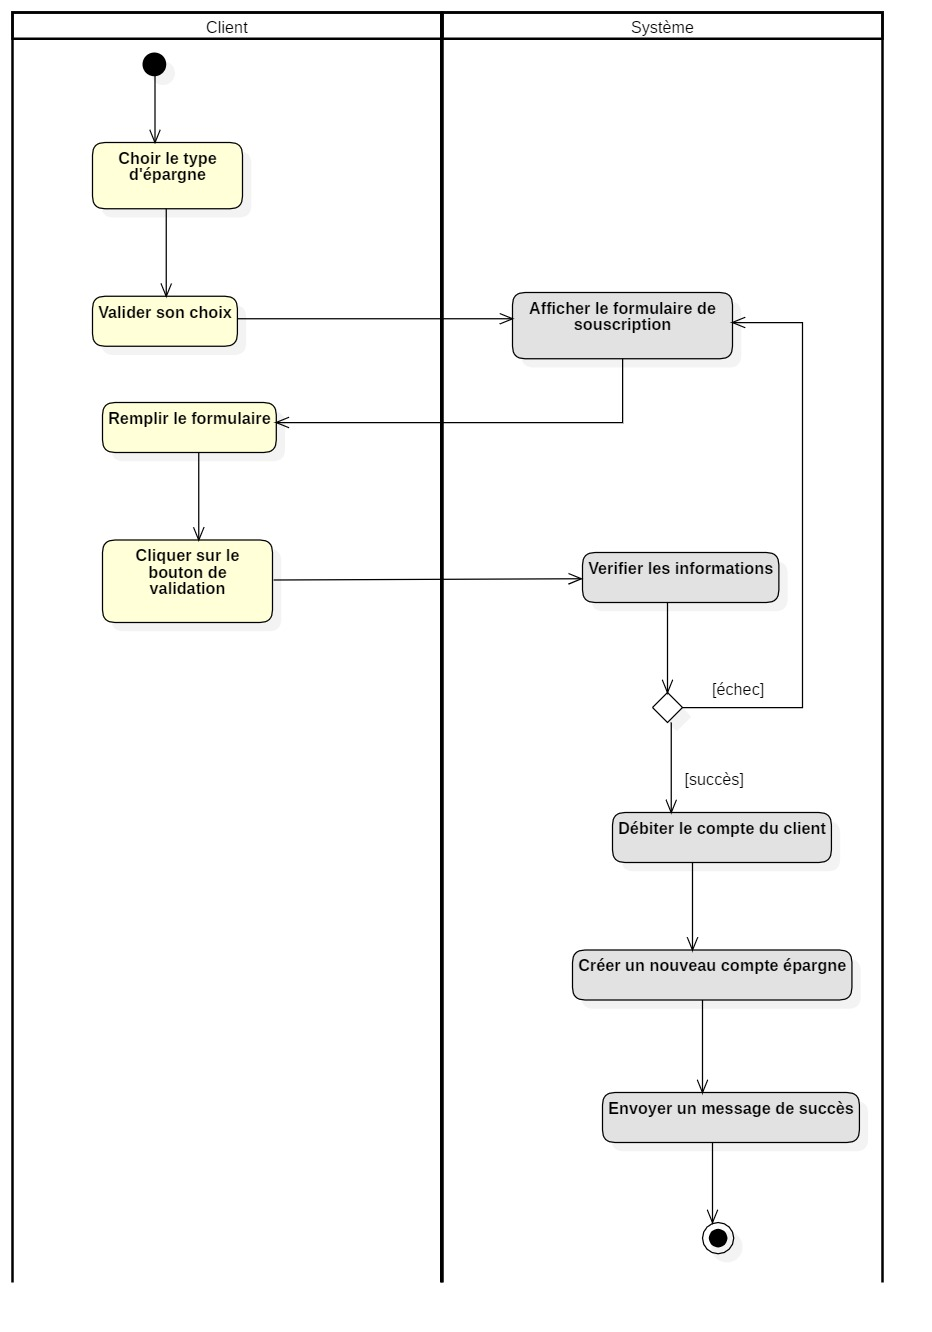 Client
Système
Choir le type
d'épargne
Valider son choix
Afficher le formulaire de
souscription
Remplir le formulaire
Cliquer sur le
bouton de
validation
Verifier les informations
[échec]
[succès]
Débiter le compte du client
Créer un nouveau compte épargne
Envoyer un message de succès